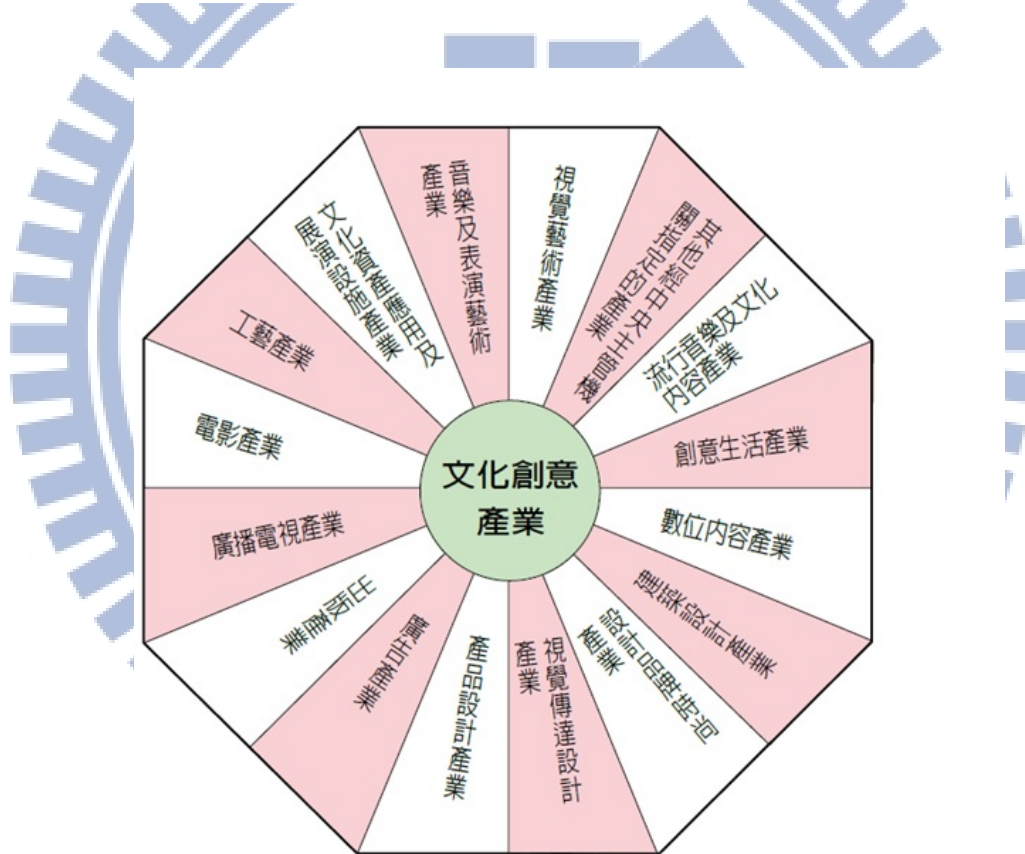 視覺藝術產業
其他經中央主管機
關指定的產業
流行音樂及文化
內容產業
創意生活產業
數位內容產業
建築設計產業
設計品牌時尚
產業
視覺傳達設計
產業
產品設計產業
廣告產業
出版產業
廣播電視產業
電影產業
工藝產業
文化資產應用及
展演設施產業
音樂及表演藝術
產業
文化創意
產業